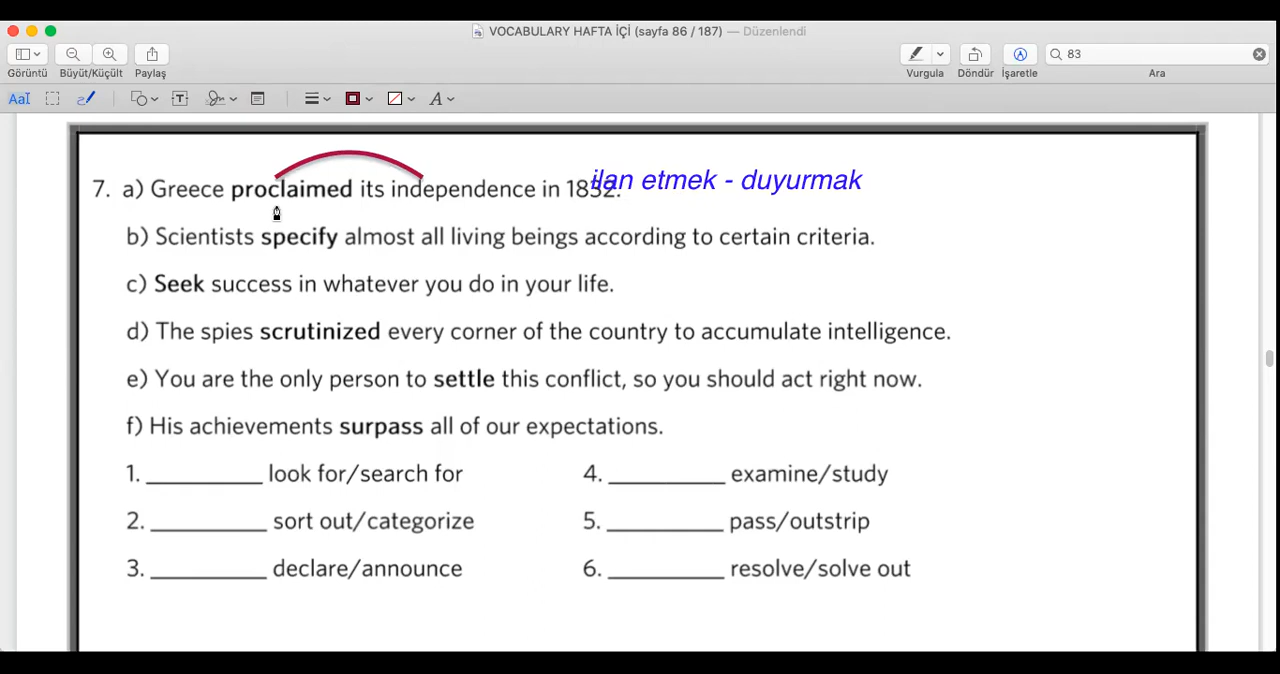 VOCABULARY HAFTA İÇİ (sayfa 86 / 187) — Düzenlendi
83
Görüntü Büyüt/Küçült Paylaş Vurgula Döndür İşaretle Ara
AaI T A
7. a) Greece proclaimed its independence in 1832. ilan etmek - duyurmak
b) Scientists specify almost all living beings according to certain criteria.
c) Seek success in whatever you do in your life.
d) The spies scrutinized every corner of the country to accumulate intelligence.
e) You are the only person to settle this conflict, so you should act right now.
f) His achievements surpass all of our expectations.
1. __________ look for/search for 4. __________ examine/study
2. __________ sort out/categorize 5. __________ pass/outstrip
3. __________ declare/announce 6. __________ resolve/solve out